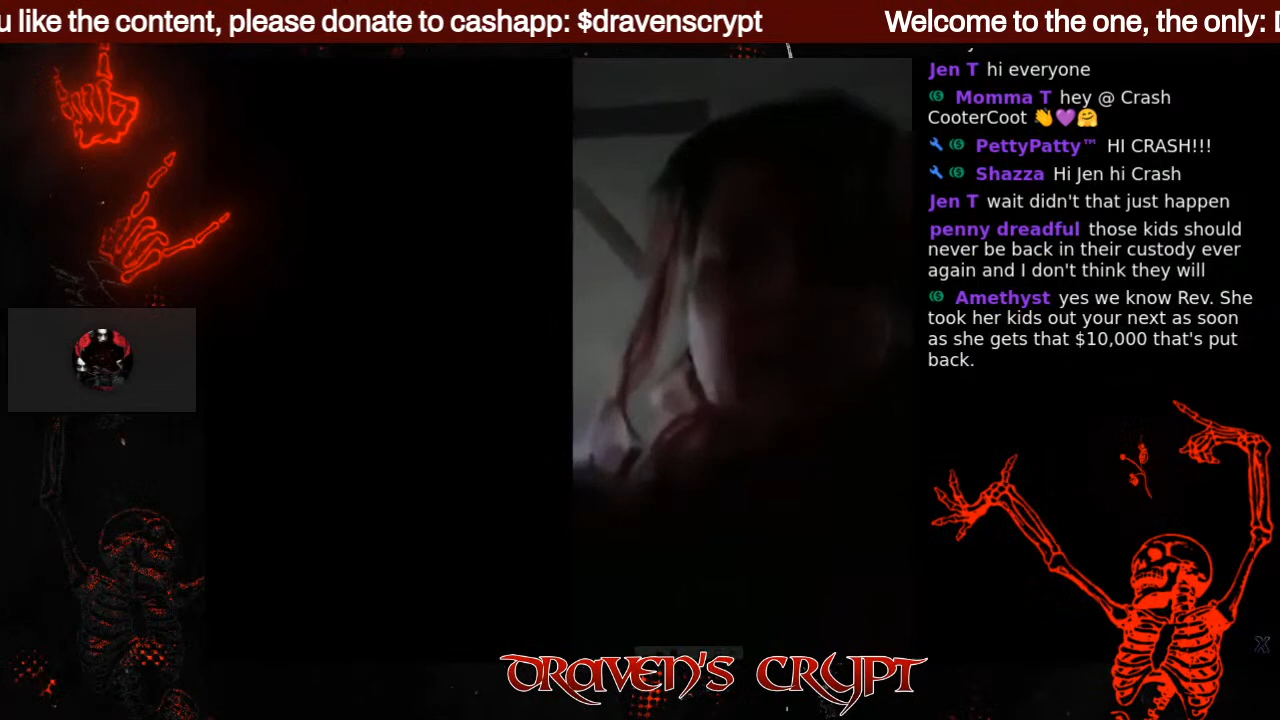 u like the content, please donate to cashapp: $dravenscrypt
Welcome to the one, the only:
Jen T hi everyone
Momma T hey @ Crash
CooterCoot 👋💜🤗
PettyPatty™ HI CRASH!!!
Shazza Hi Jen hi Crash
Jen T wait didn't that just happen
penny dreadful those kids should
never be back in their custody ever
again and I don't think they will
Amethyst yes we know Rev. She
took her kids out your next as soon
as she gets that $10,000 that's put
back.
DRAVEN'S CRYPT